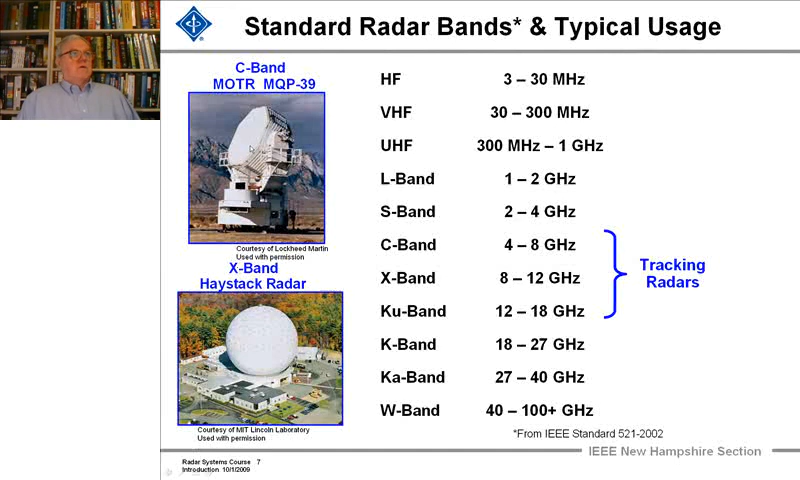 Standard Radar Bands* & Typical Usage
C-Band
MOTR MQP-39
Courtesy of Lockheed Martin
Used with permission
X-Band
Haystack Radar
Courtesy of MIT Lincoln Laboratory
Used with permission
HF 3 – 30 MHz
VHF 30 – 300 MHz
UHF 300 MHz – 1 GHz
L-Band 1 – 2 GHz
S-Band 2 – 4 GHz
C-Band 4 – 8 GHz
X-Band 8 – 12 GHz
Ku-Band 12 – 18 GHz
K-Band 18 – 27 GHz
Ka-Band 27 – 40 GHz
W-Band 40 – 100+ GHz
Tracking
Radars
*From IEEE Standard 521-2002
IEEE New Hampshire Section
Radar Systems Course 7
Introduction 10/1/2009